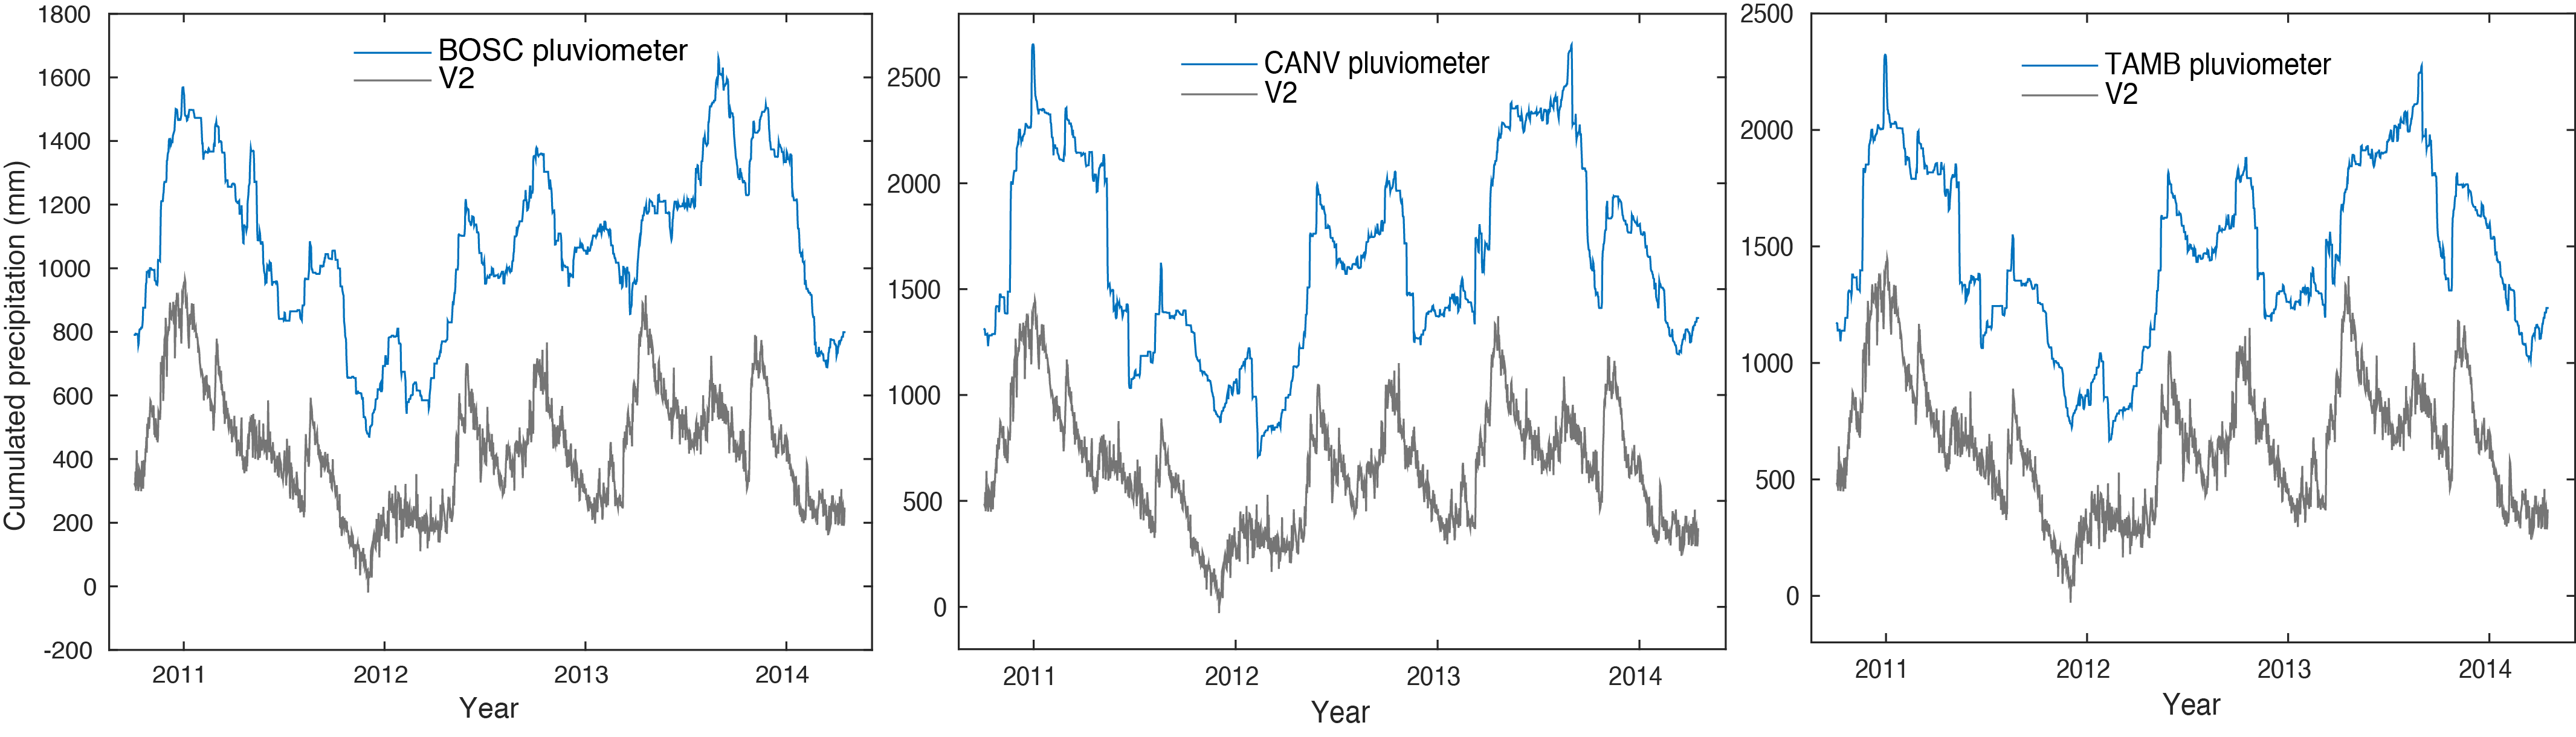 Cumulated precipitation (mm)
1800
1600
1400
1200
1000
800
600
400
200
0
-200
BOSC pluviometer
V2
2011 2012 2013 2014
Year
2500
2000
1500
1000
500
0
CANV pluviometer
V2
2011 2012 2013 2014
Year
2500
2000
1500
1000
500
0
TAMB pluviometer
V2
2011 2012 2013 2014
Year